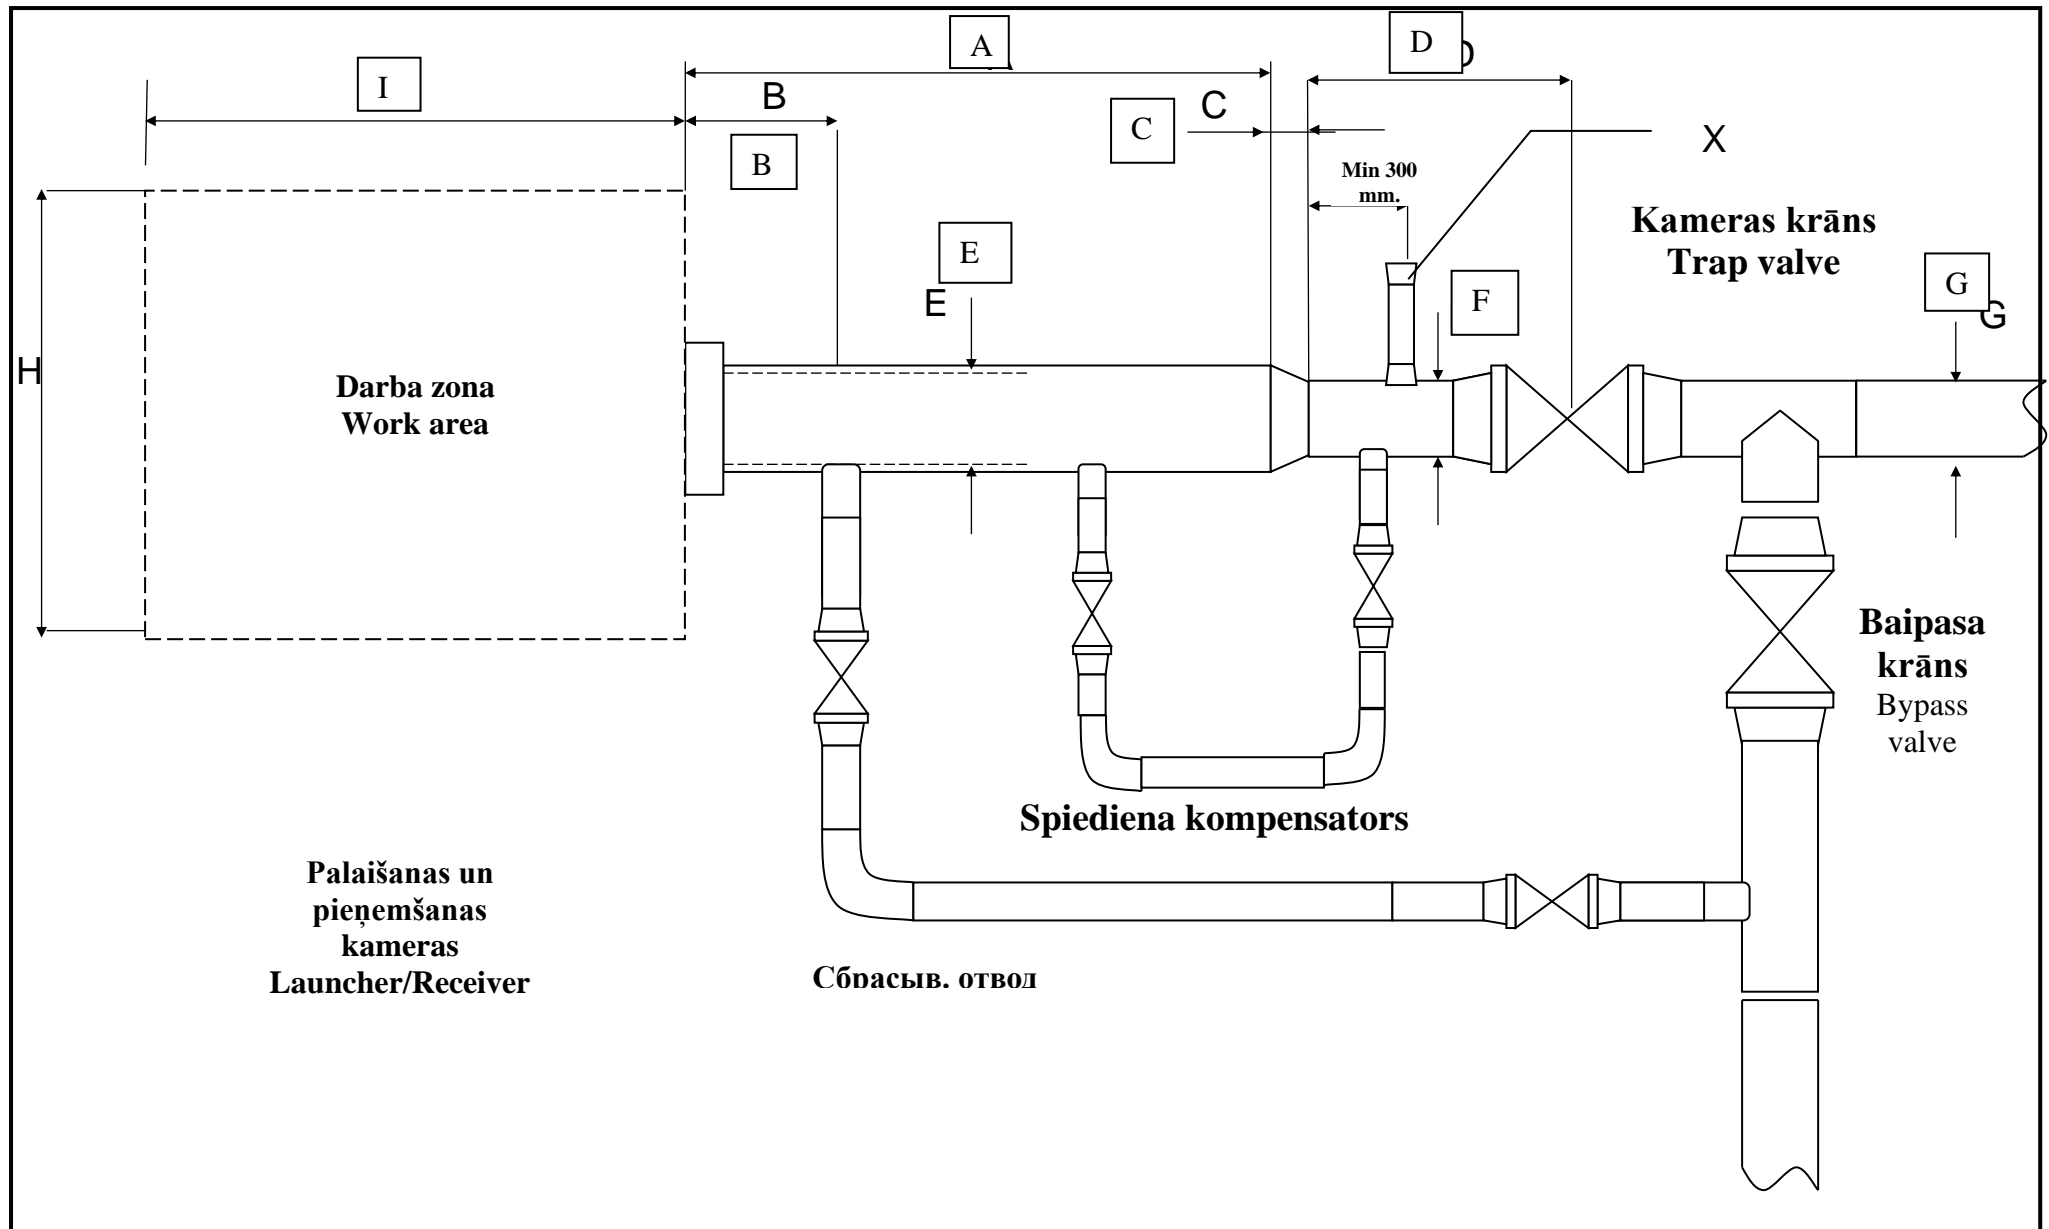 A
D
I
B
C
C
B
X
Min 300
mm.
Kameras krāns
Trap valve
E
E
F
G
G
H
Darba zona
Work area
Baipasa
krāns
Bypass
valve
Spiediena kompensators
Palaišanas un
pieņemšanas
kameras
Launcher/Receiver
Сбрасыв. отвод